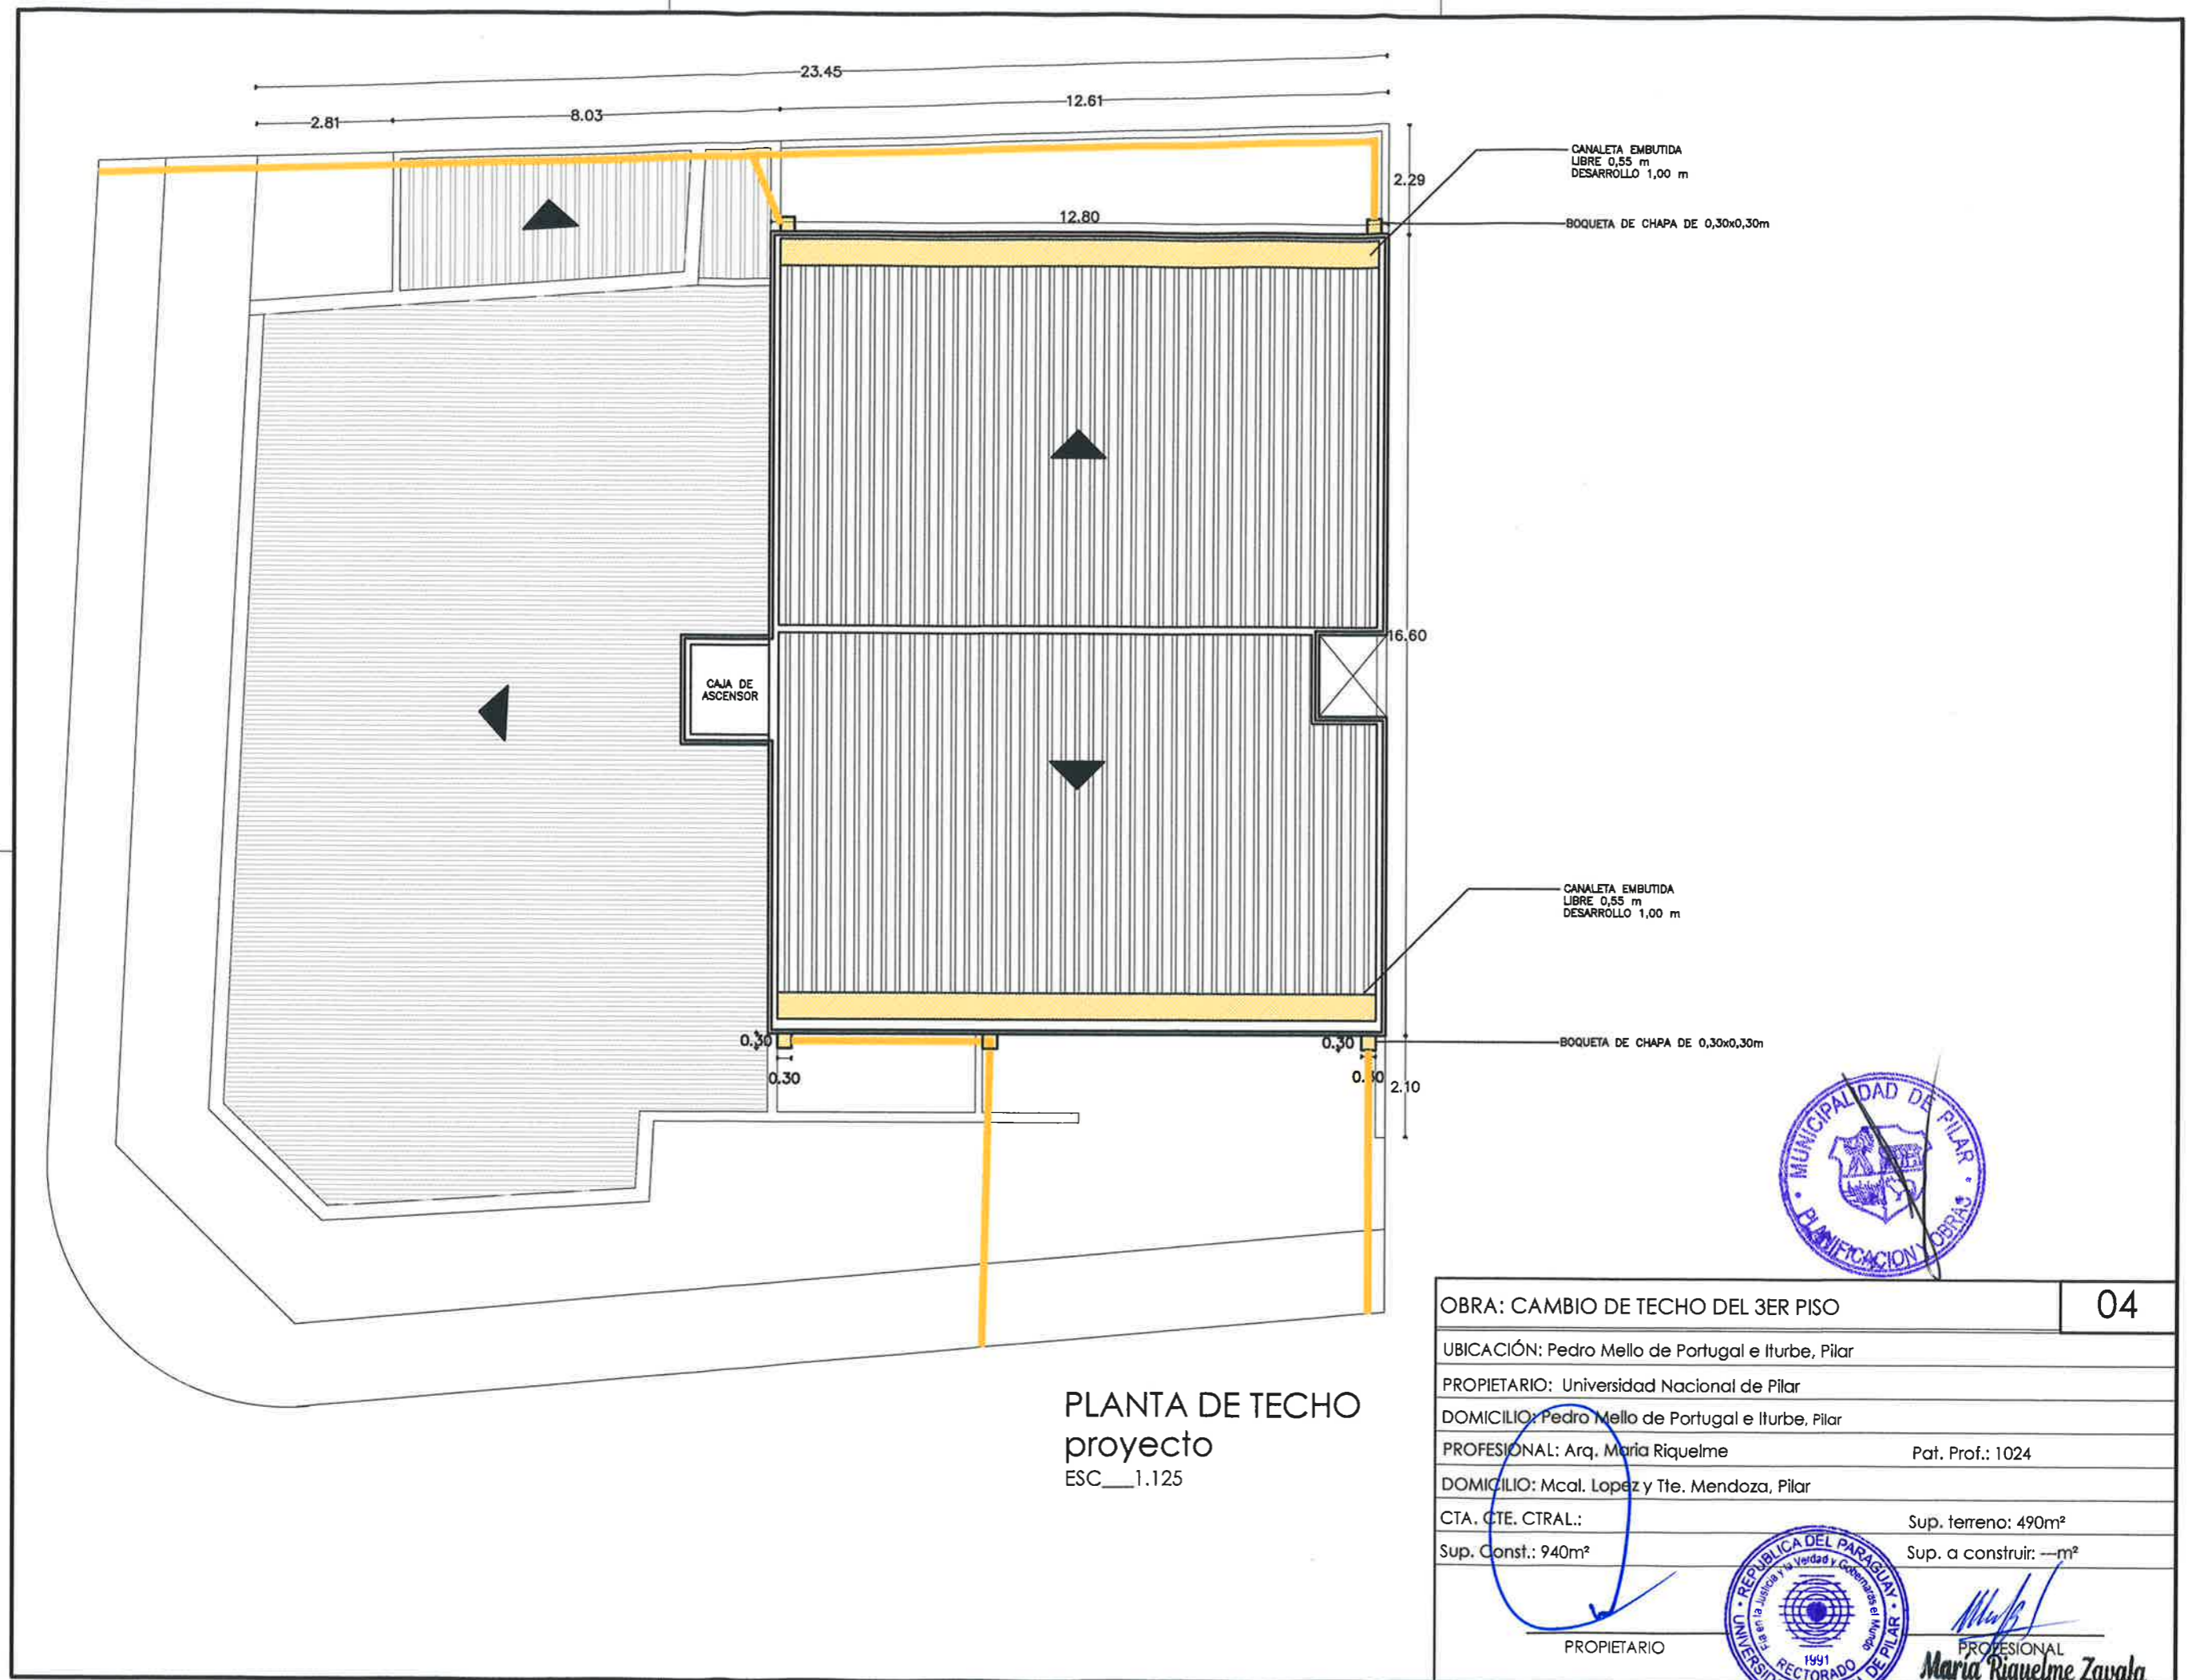 23.45
2.81
8.03
12.61
CANALETA EMBUTIDA
LIBRE 0,55 m
DESARROLLO 1,00 m
2.29
12.80
BOQUETA DE CHAPA DE 0,30x0,30m
16.60
CAJA DE
ASCENSOR
CANALETA EMBUTIDA
LIBRE 0,55 m
DESARROLLO 1,00 m
0.30
0.30
BOQUETA DE CHAPA DE 0,30x0,30m
0.30
2.10
MUNICIPALIDAD DE PILAR
PLANIFICACION Y OBRAS
PLANTA DE TECHO
proyecto
ESC___1.125
OBRA: CAMBIO DE TECHO DEL 3ER PISO
04
UBICACIÓN: Pedro Mello de Portugal e Iturbe, Pilar
PROPIETARIO: Universidad Nacional de Pilar
DOMICILIO: Pedro Mello de Portugal e Iturbe, Pilar
PROFESIONAL: Arq. Maria Riquelme Pat. Prof.: 1024
DOMICILIO: Mcal. Lopez y Tte. Mendoza, Pilar
CTA. CTE. CTRAL.: Sup. terreno: 490m²
Sup. Const.: 940m² Sup. a construir: ---m²
REPUBLICA DEL PARAGUAY
DE PILAR
1991
RECTORADO
PROPIETARIO
PROFESIONAL
María Riquelme Zavala